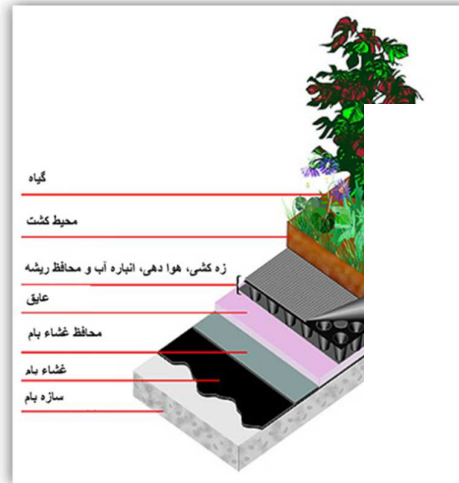 گیاه
محیط کشت
زه کشی، هوا دهی، انباره آب و محافظ ریشه
عایق
محافظ غشاء بام
غشاء بام
سازه بام